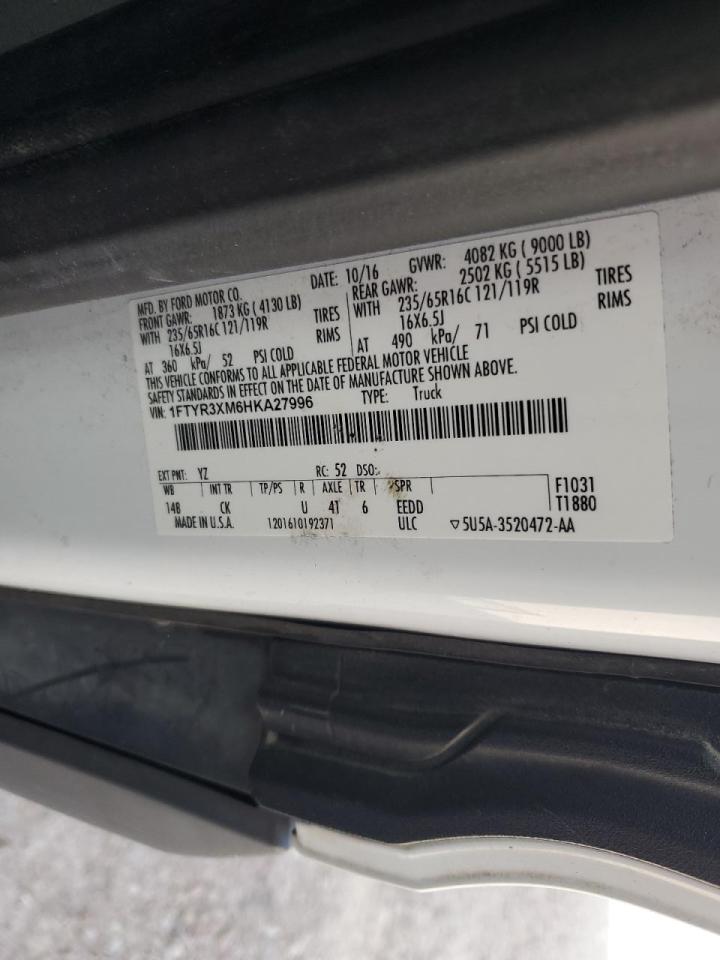 MFD. BY FORD MOTOR CO.
DATE: 10/16 GVWR: 4082 KG ( 9000 LB)
FRONT GAWR: 1873 KG ( 4130 LB) REAR GAWR: 2502 KG ( 5515 LB)
WITH 235/65R16C 121/119R TIRES 235/65R16C 121/119R TIRES
16X6.5J RIMS 16X6.5J RIMS
AT 360 kPa/ 52 PSI COLD AT 490 kPa/ 71 PSI COLD
THIS VEHICLE CONFORMS TO ALL APPLICABLE FEDERAL MOTOR VEHICLE
SAFETY STANDARDS IN EFFECT ON THE DATE OF MANUFACTURE SHOWN ABOVE.
VIN: 1FTYR3XM6HKA27996 TYPE: Truck
EXT PNT: YZ RC: 52 DSO:
WB INT TR TP/PS R AXLE TR SPR F1031
14B CK U 4T 6 EEDD T1880
MADE IN U.S.A. 1201610192371 ULC ▽5U5A-3520472-AA